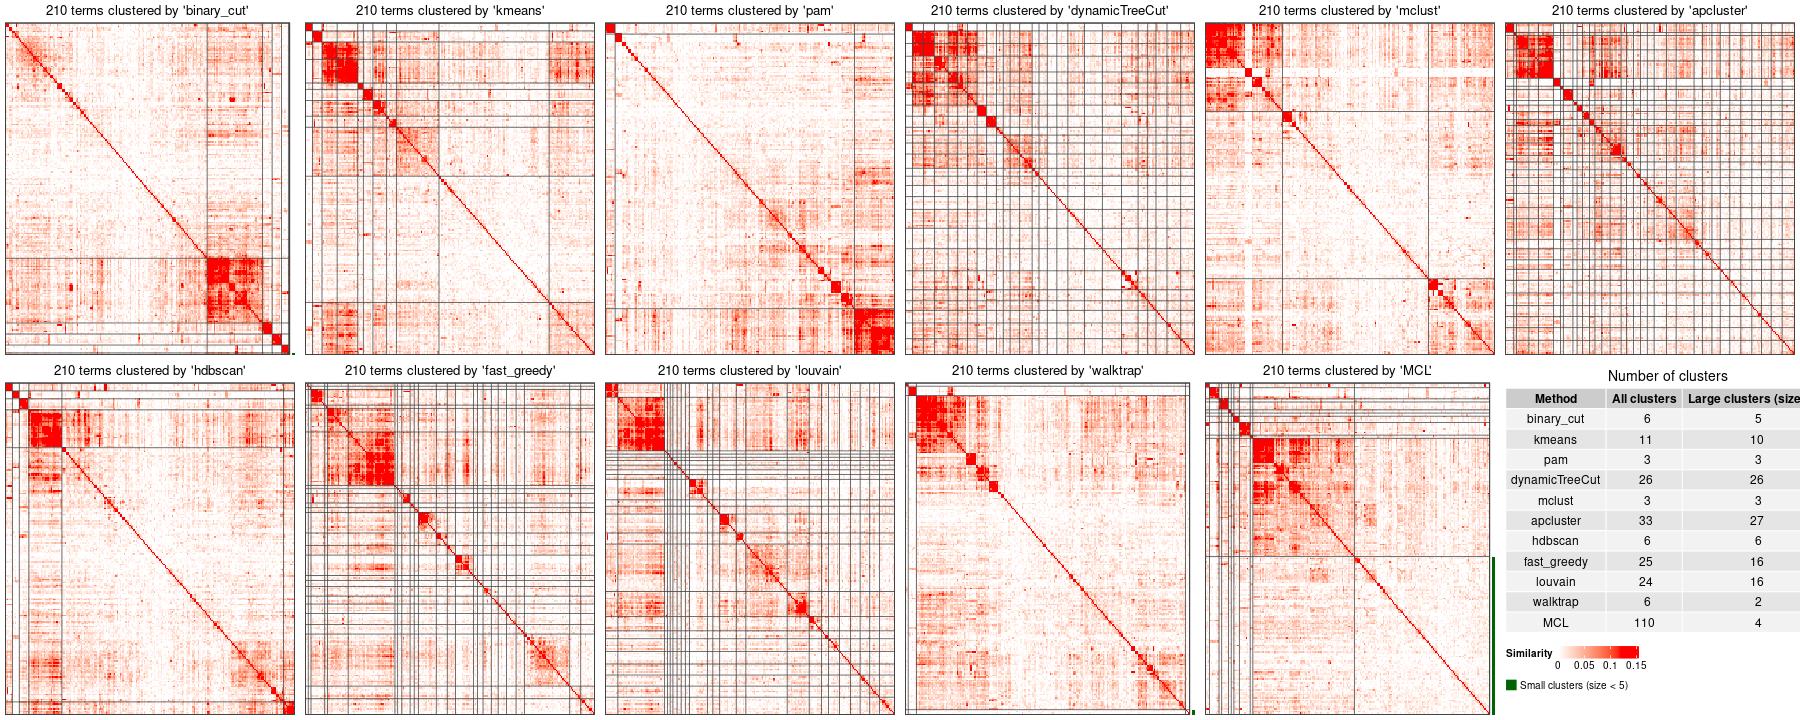 210 terms clustered by 'binary_cut'
210 terms clustered by 'kmeans'
210 terms clustered by 'pam'
210 terms clustered by 'dynamicTreeCut'
210 terms clustered by 'mclust'
210 terms clustered by 'apcluster'
210 terms clustered by 'hdbscan'
210 terms clustered by 'fast_greedy'
210 terms clustered by 'louvain'
210 terms clustered by 'walktrap'
210 terms clustered by 'MCL'
Number of clusters
Method All clusters Large clusters (size
binary_cut 6 5
kmeans 11 10
pam 3 3
dynamicTreeCut 26 26
mclust 3 3
apcluster 33 27
hdbscan 6 6
fast_greedy 25 16
louvain 24 16
walktrap 6 2
MCL 110 4
Similarity
0 0.05 0.1 0.15
Small clusters (size < 5)